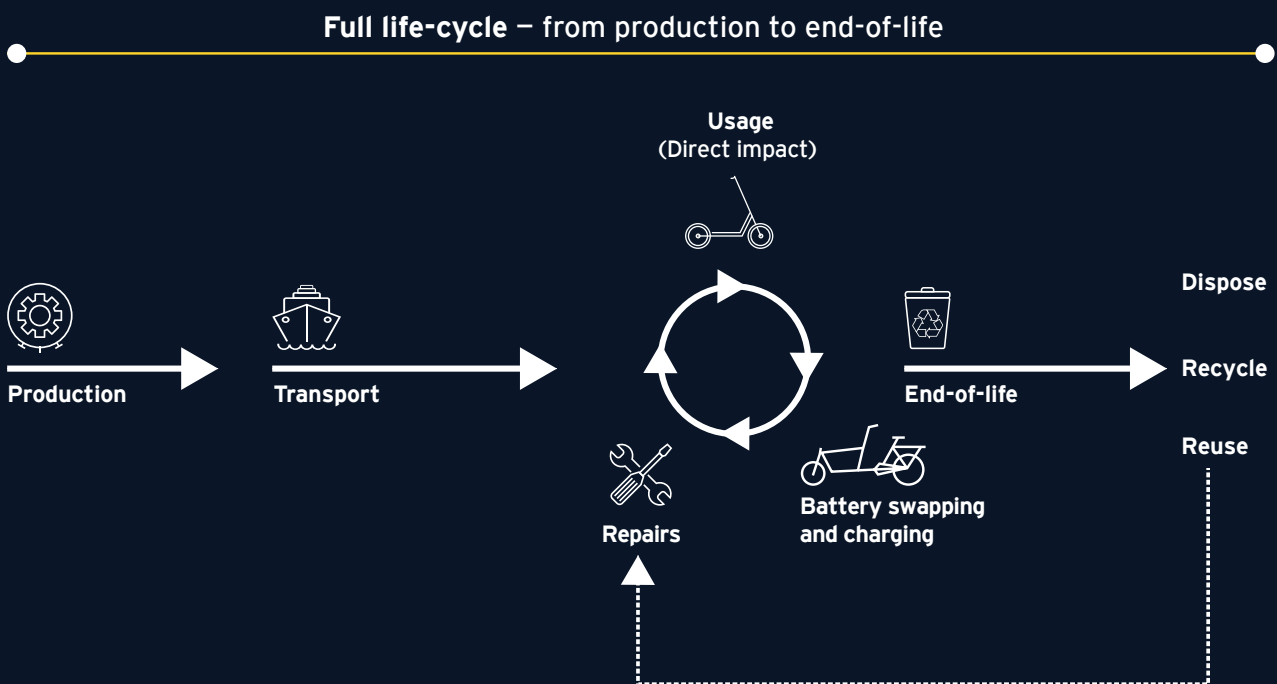 Full life-cycle – from production to end-of-life
Usage
(Direct impact)
Production
Transport
Repairs
Battery swapping
and charging
End-of-life
Dispose
Recycle
Reuse